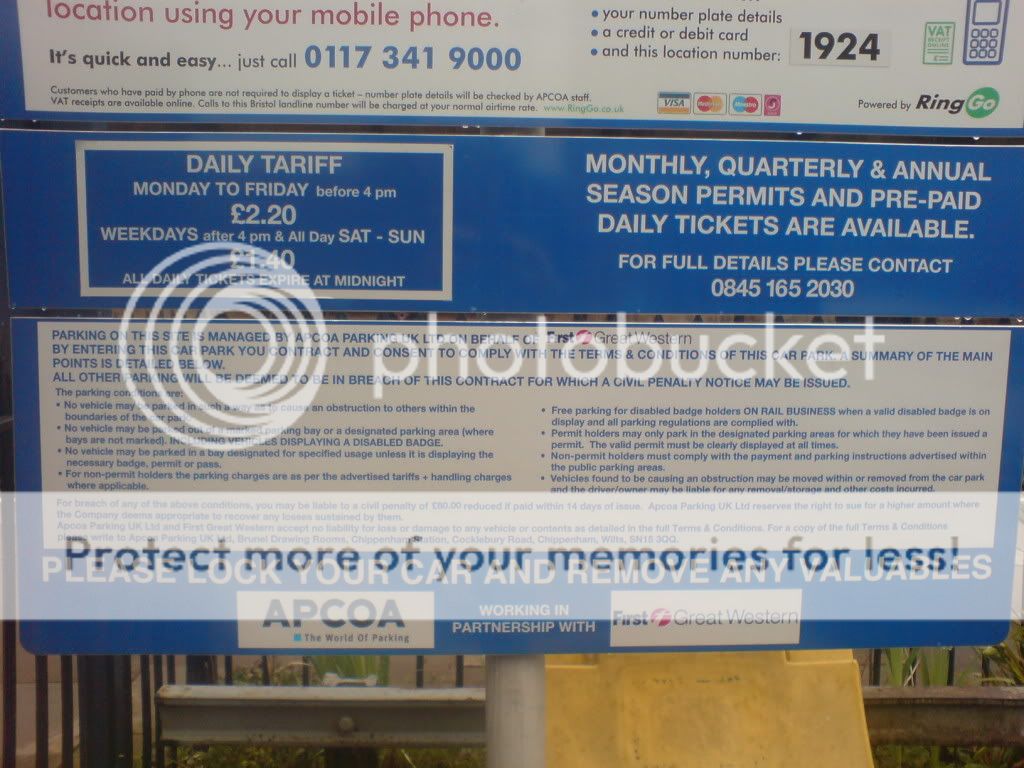 location using your mobile phone.
It's quick and easy... just call 0117 341 9000
• your number plate details
• a credit or debit card
• and this location number: 1924
VAT RECEIPT ONLINE
Customers who have paid by phone are not required to display a ticket – number plate details will be checked by APCOA staff.
VAT receipts are available online. Calls to this Bristol landline number will be charged at your normal airtime rate. www.RingGo.co.uk
VISA MasterCard Maestro
Powered by RingGo
DAILY TARIFF
MONDAY TO FRIDAY before 4 pm
£2.20
WEEKDAYS after 4 pm & All Day SAT - SUN
£1.40
ALL DAILY TICKETS EXPIRE AT MIDNIGHT
MONTHLY, QUARTERLY & ANNUAL
SEASON PERMITS AND PRE-PAID
DAILY TICKETS ARE AVAILABLE.
FOR FULL DETAILS PLEASE CONTACT
0845 165 2030
photobucket
PARKING ON THIS SITE IS MANAGED BY APCOA PARKING UK LTD ON BEHALF OF First Great Western
BY ENTERING THIS CAR PARK YOU CONTRACT AND CONSENT TO COMPLY WITH THE TERMS & CONDITIONS OF THIS CAR PARK. A SUMMARY OF THE MAIN
POINTS IS DETAILED BELOW.
ALL OTHER PARKING WILL BE DEEMED TO BE IN BREACH OF THIS CONTRACT FOR WHICH A CIVIL PENALTY NOTICE MAY BE ISSUED.
The parking conditions are:
• No vehicle may be parked in such a way as to cause an obstruction to others within the
boundaries of the car park.
• No vehicle may be parked out of a marked parking bay or a designated parking area (where
bays are not marked). INCLUDING VEHICLES DISPLAYING A DISABLED BADGE.
• No vehicle may be parked in a bay designated for specified usage unless it is displaying the
necessary badge, permit or pass.
• For non-permit holders the parking charges are as per the advertised tariffs + handling charges
where applicable.
• Free parking for disabled badge holders ON RAIL BUSINESS when a valid disabled badge is on
display and all parking regulations are complied with.
• Permit holders may only park in the designated parking areas for which they have been issued a
permit. The valid permit must be clearly displayed at all times.
• Non-permit holders must comply with the payment and parking instructions advertised within
the public parking areas.
• Vehicles found to be causing an obstruction may be moved within or removed from the car park
and the driver/owner may be liable for any removal/storage and other costs incurred.
For breach of any of the above conditions, you may be liable to a civil penalty of £60.00 reduced if paid within 14 days of issue. Apcoa Parking UK Ltd reserves the right to sue for a higher amount where
the Company deems appropriate to recover any losses sustained by them.
Apcoa Parking UK Ltd and First Great Western accept no liability for loss or damage to any vehicle or contents as detailed in the full Terms & Conditions. For a copy of the full Terms & Conditions
please write to Apcoa Parking UK Ltd, Brunel Drawing Rooms, Chippenham Station, Cocklebury Road, Chippenham, Wilts, SN15 3QQ.
Protect more of your memories for less!
PLEASE LOCK YOUR CAR AND REMOVE ANY VALUABLES
APCOA
The World Of Parking
WORKING IN
PARTNERSHIP WITH
First Great Western